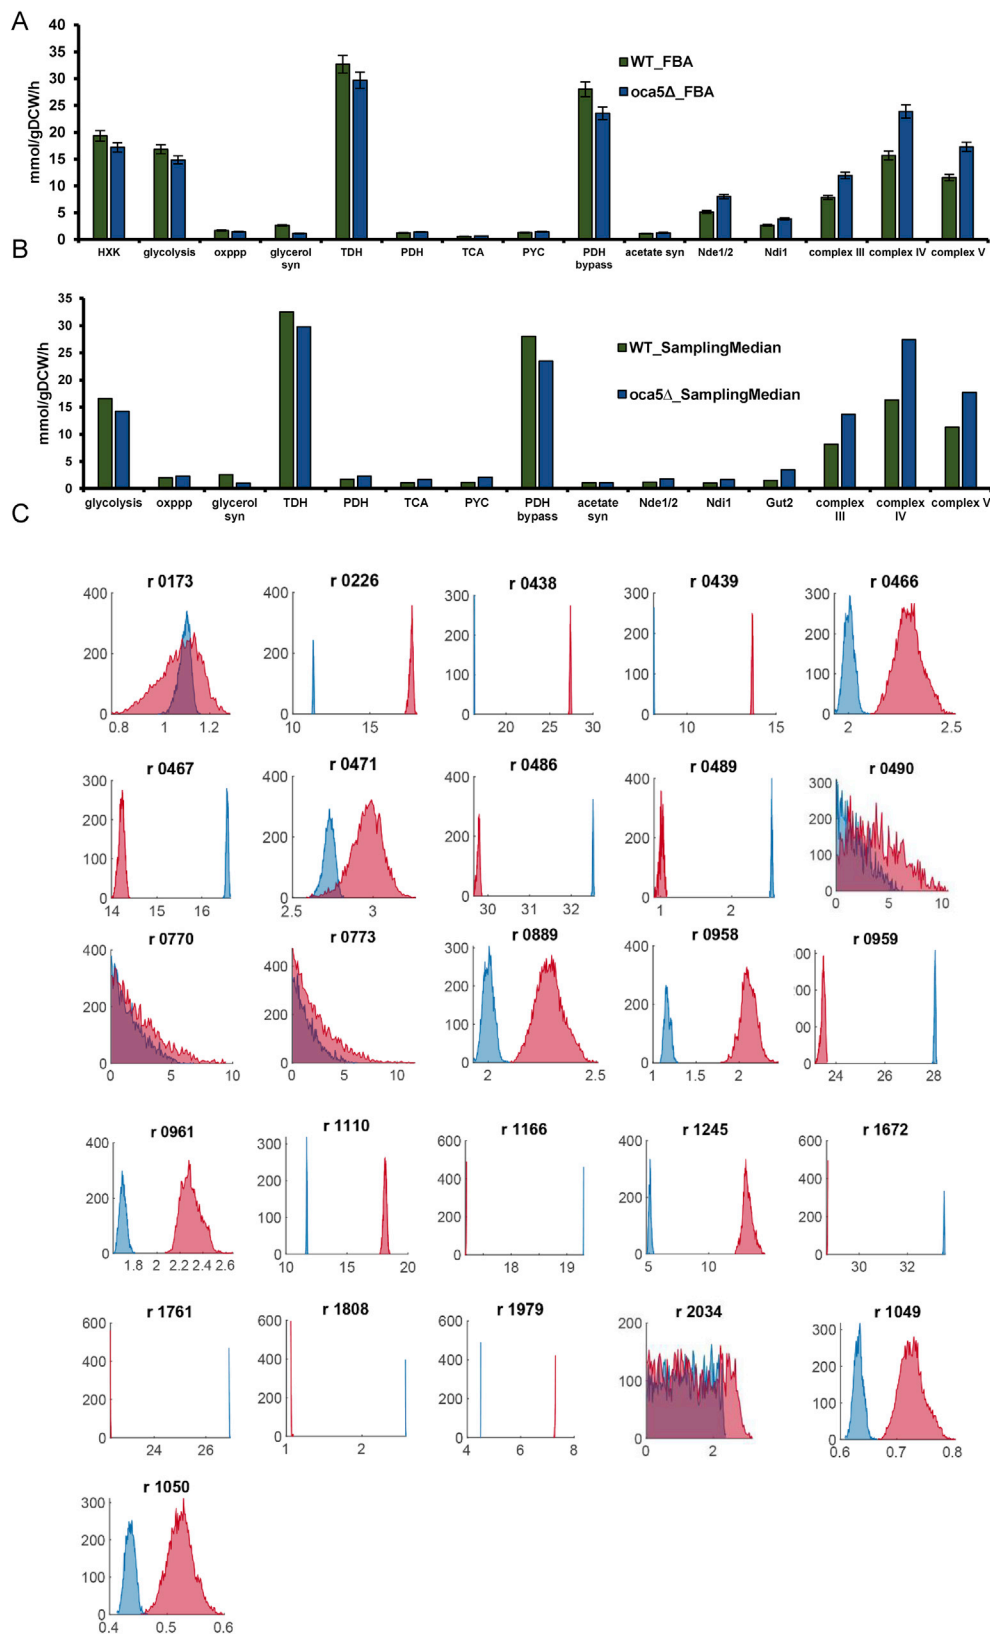 A
mmol/gDCW/h
40
35
30
25
20
15
10
5
0
WT_FBA
oca5Δ_FBA
HXK glycolysis oxppp glycerol syn TDH PDH TCA PYC PDH bypass acetate syn Nde1/2 Ndi1 complex III complex IV complex V
B
mmol/gDCW/h
35
30
25
20
15
10
5
0
WT_SamplingMedian
oca5Δ_SamplingMedian
glycolysis oxppp glycerol syn TDH PDH TCA PYC PDH bypass acetate syn Nde1/2 Ndi1 Gut2 complex III complex IV complex V
C
r 0173
400
200
0
0.8 1 1.2
r 0226
400
200
0
10 15
r 0438
300
200
100
0
20 25 30
r 0439
300
200
100
0
10 15
r 0466
300
200
100
0
2 2.5
r 0467
300
200
100
0
14 15 16
r 0471
400
200
0
2.5 3
r 0486
400
200
0
30 31 32
r 0489
400
200
0
1 2
r 0490
300
200
100
0
0 5 10
r 0770
400
200
0
0 5 10
r 0773
400
200
0
0 5 10
r 0889
300
200
100
0
2 2.5
r 0958
400
200
0
1 1.5 2
r 0959
24 26 28
r 0961
400
200
0
1.8 2 2.2 2.4 2.6
r 1110
300
200
100
0
10 15 20
r 1166
600
400
200
0
18 19
r 1245
400
200
0
5 10
r 1672
600
400
200
0
30 32
r 1761
600
400
200
0
24 26
r 1808
600
400
200
0
1 2
r 1979
600
400
200
0
4 6 8
r 2034
200
100
0
0 2
r 1049
300
200
100
0
0.6 0.7 0.8
r 1050
300
200
100
0
0.4 0.5 0.6